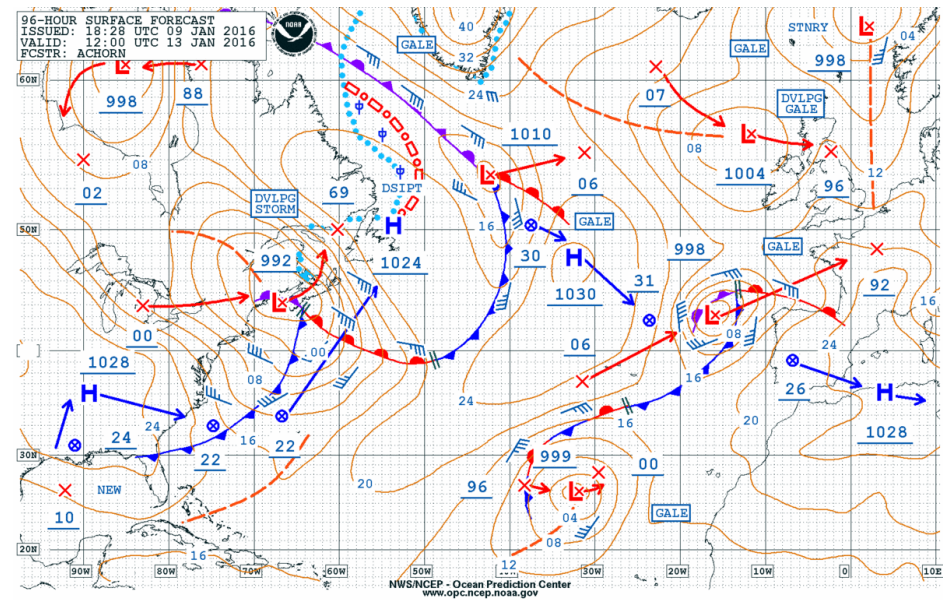 96-HOUR SURFACE FORECAST
ISSUED: 18:28 UTC 09 JAN 2016
VALID: 12:00 UTC 13 JAN 2016
FCSTR: ACHORN
NOAA
GALE
40
32
24
GALE
STNRY
L
04
998
60N
L
998
88
07
DVLPG
GALE
08
02
1010
L
08
L
1004
96
12
69
DSIPT
06
DVLPG
STORM
H
16
GALE
50N
992
1024
30
H
998
GALE
31
1030
92
L
L
16
00
00
08
06
24
[ ]
1028
08
16
26
H
H
24
24
16
20
1028
24
22
16
22
30N
999
00
NEW
20
96
L
10
04
GALE
08
20N
16
12
90W
80W
70W
60W
50W
40W
30W
20W
10W
0
10E
NWS/NCEP - Ocean Prediction Center
www.opc.ncep.noaa.gov